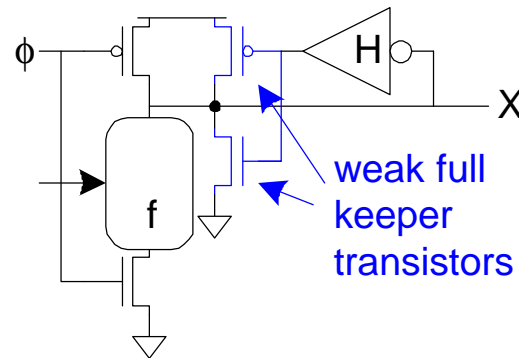 ϕ
H
X
f
weak full
keeper
transistors